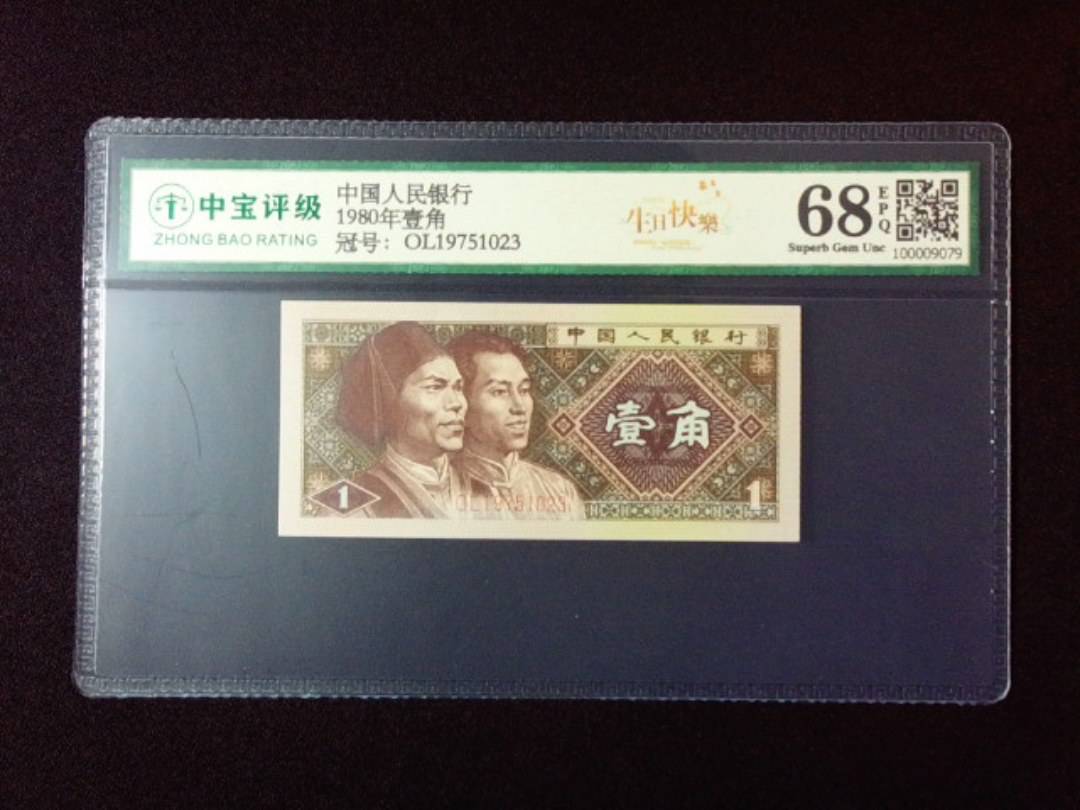 中宝评级
ZHONG BAO RATING
中国人民银行
1980年壹角
冠号：OL19751023
生日快樂
68
EPQ
Superb Gem Unc
100009079
中国人民银行
壹角
1
OL19751023
1